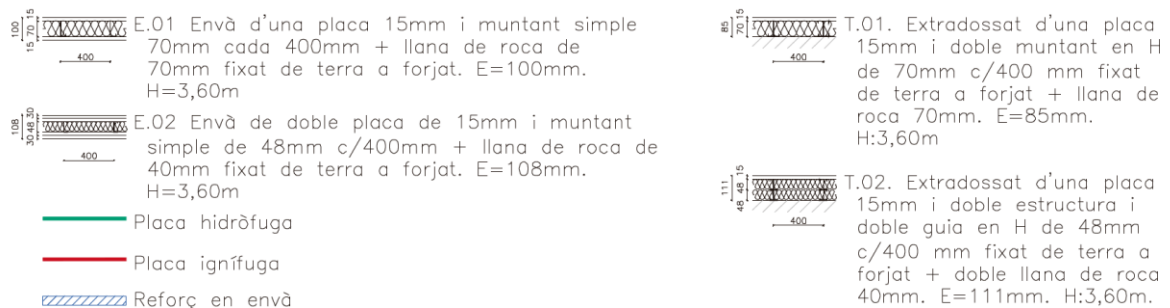 E.01 Envà d'una placa 15mm i muntant simple
70mm cada 400mm + llana de roca de
70mm fixat de terra a forjat. E=100mm.
H=3,60m
100
15
70
15
400
E.02 Envà de doble placa de 15mm i muntant
simple de 48mm c/400mm + llana de roca de
40mm fixat de terra a forjat. E=108mm.
H=3,60m
108
30
48
30
400
Placa hidròfuga
Placa ignífuga
Reforç en envà
T.01. Extradossat d'una placa
15mm i doble muntant en H
de 70mm c/400 mm fixat
de terra a forjat + llana de
roca 70mm. E=85mm.
H:3,60m
85
15
70
400
T.02. Extradossat d'una placa
15mm i doble estructura i
doble guia en H de 48mm
c/400 mm fixat de terra a
forjat + doble llana de roca
40mm. E=111mm. H:3,60m.
111
15
48
48
400